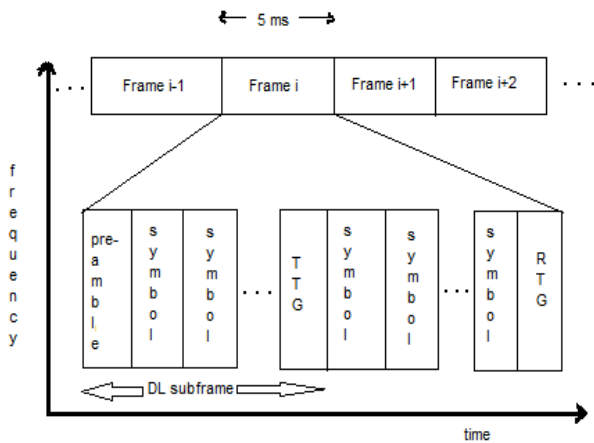 5 ms
. . . Frame i-1 Frame i Frame i+1 Frame i+2 . . .
frequency
pre-amble symbol symbol . . . TTG symbol symbol . . . symbol RTG
DL subframe
time